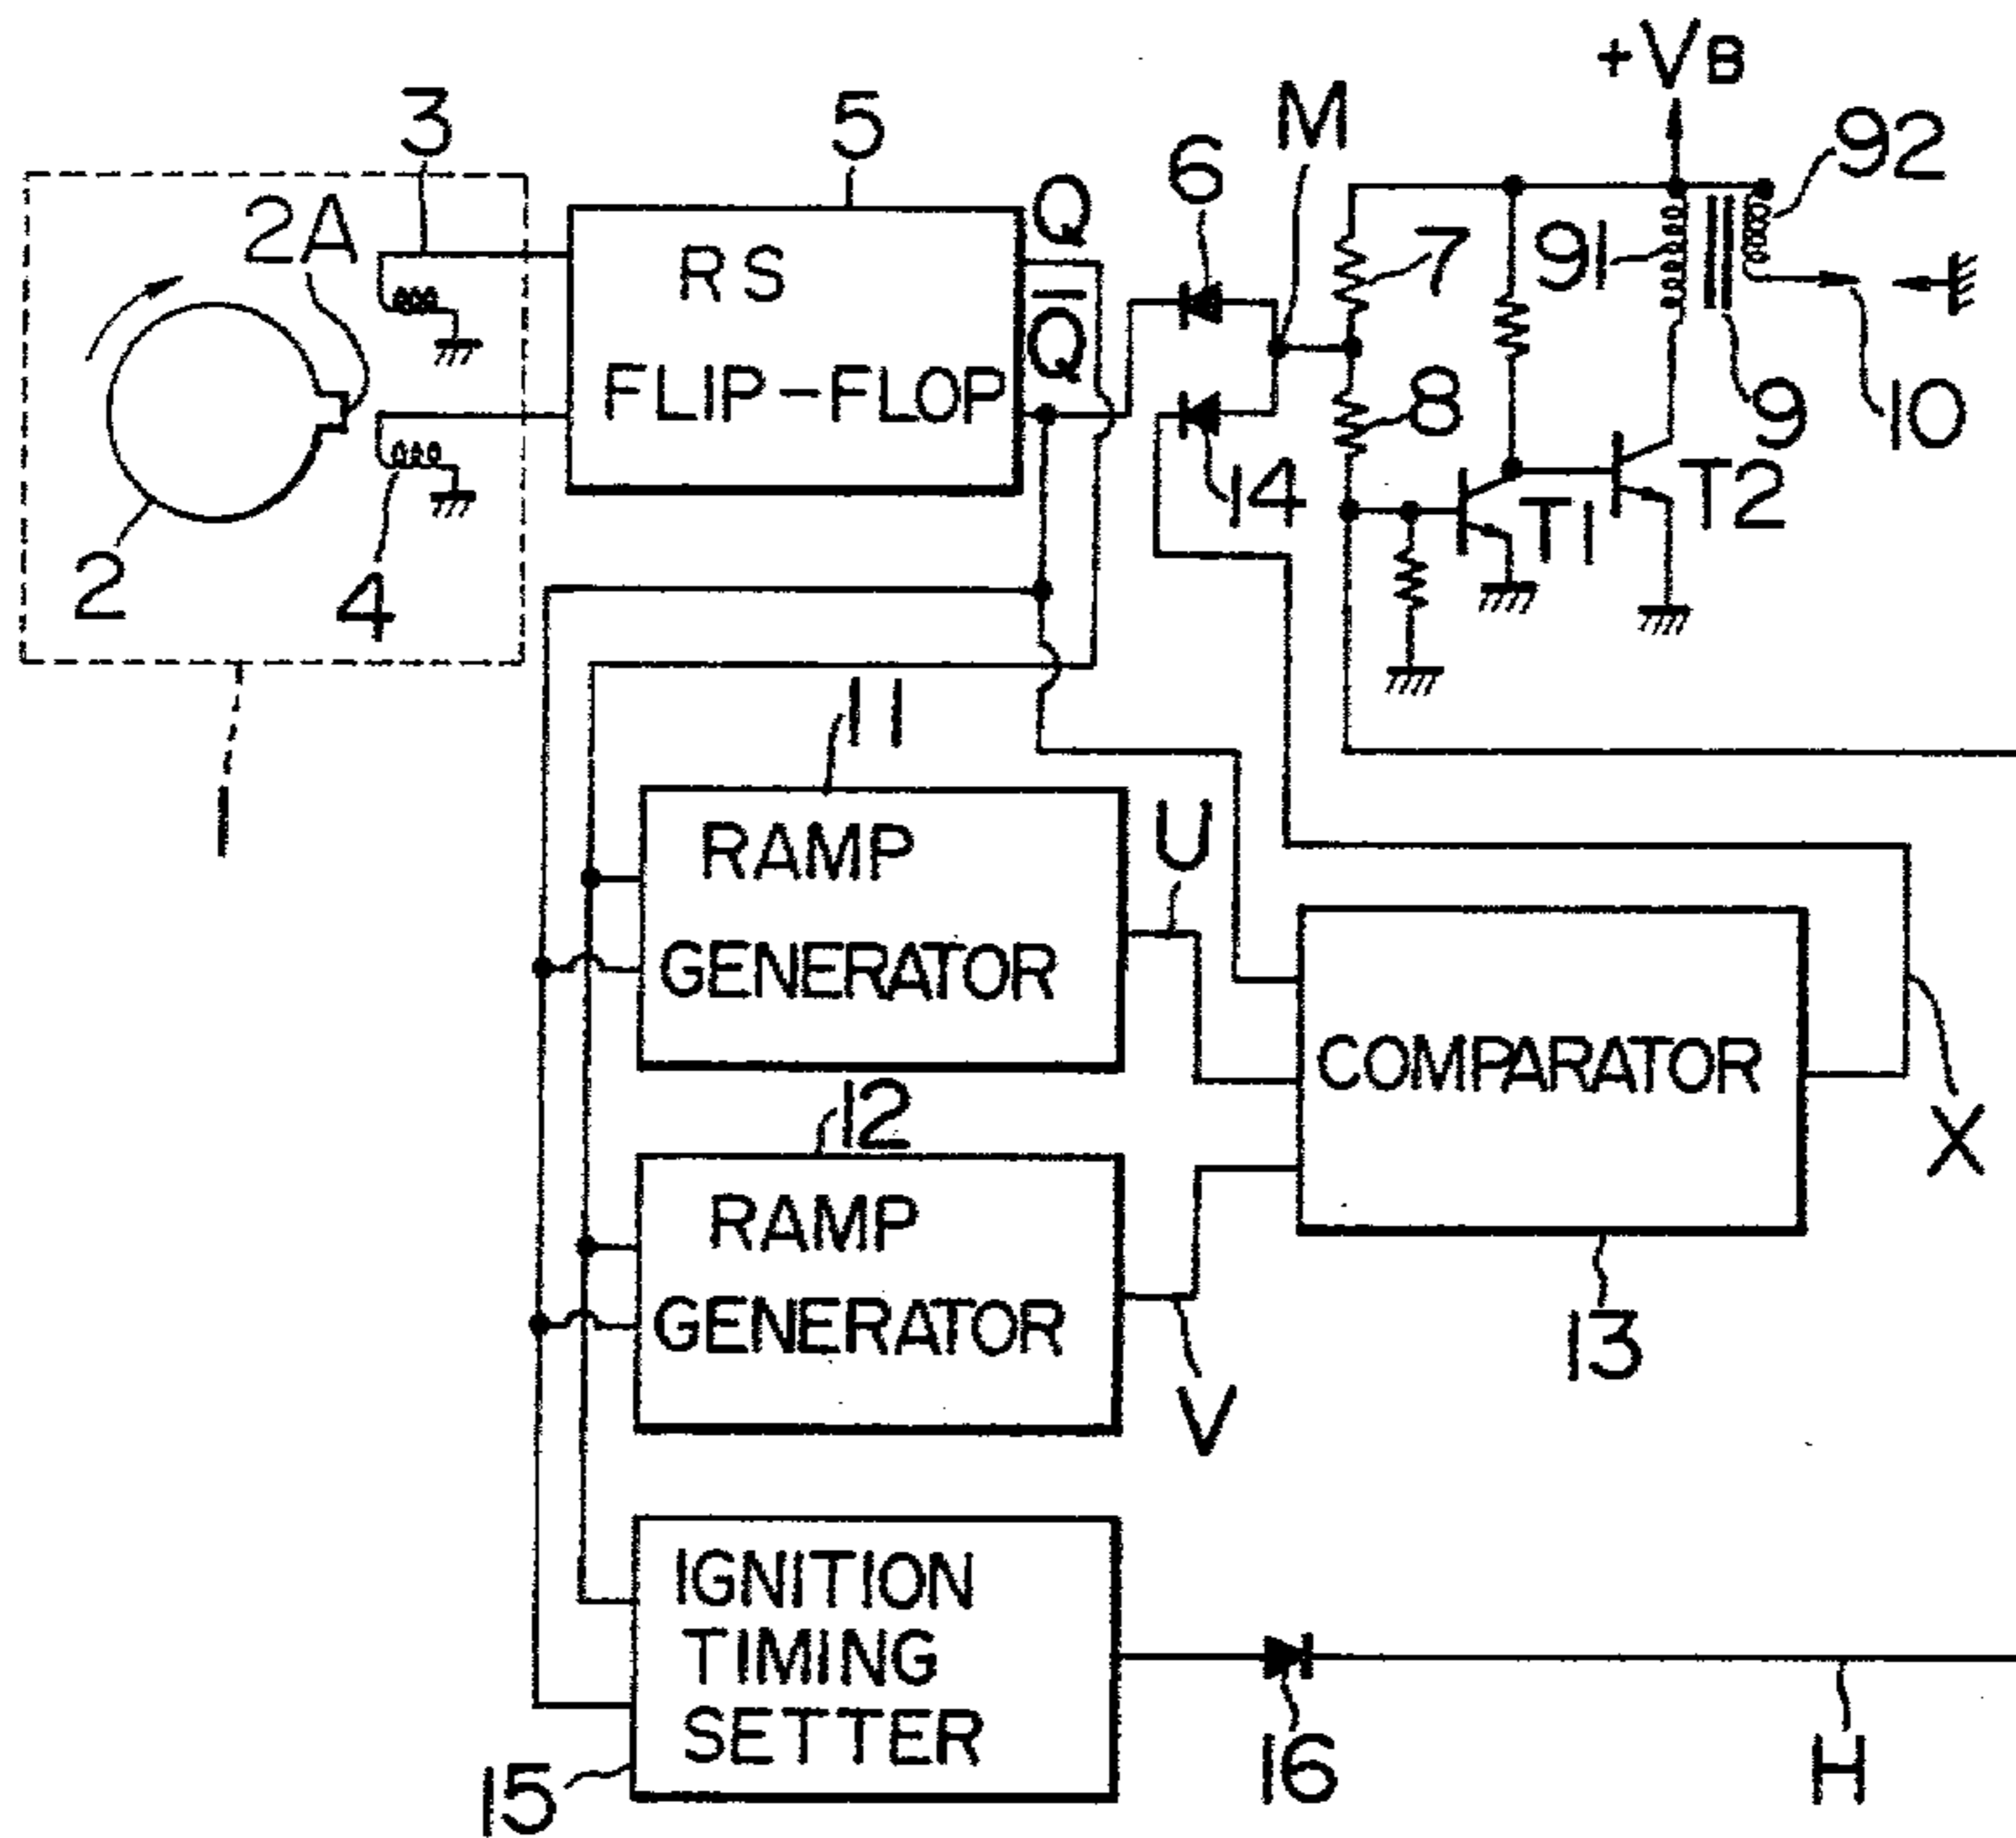 +VB
3
5
M
92
6
2A
Q
RS
7
91
Q̅
FLIP-FLOP
8
9
10
14
T1
T2
2
4
11
1
RAMP
GENERATOR
U
COMPARATOR
12
X
RAMP
GENERATOR
13
V
IGNITION
TIMING
SETTER
16
H
15